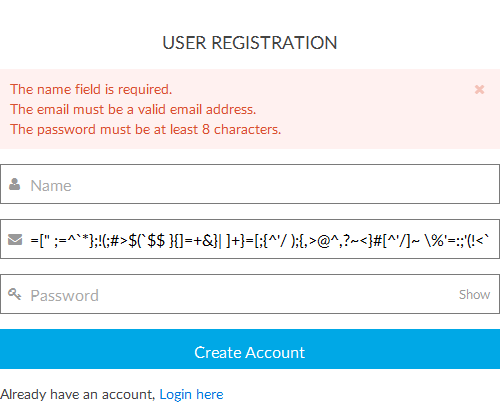 USER REGISTRATION
The name field is required.
The email must be a valid email address.
The password must be at least 8 characters.
Name
=[" ;=^`*};!(;#>$(`$$ }{]=+&}| ]+}=[;{^'/ );{,>@^,?~<}#[^'/]~ \%'=:;'(!<`
Password
Show
Create Account
Already have an account, Login here